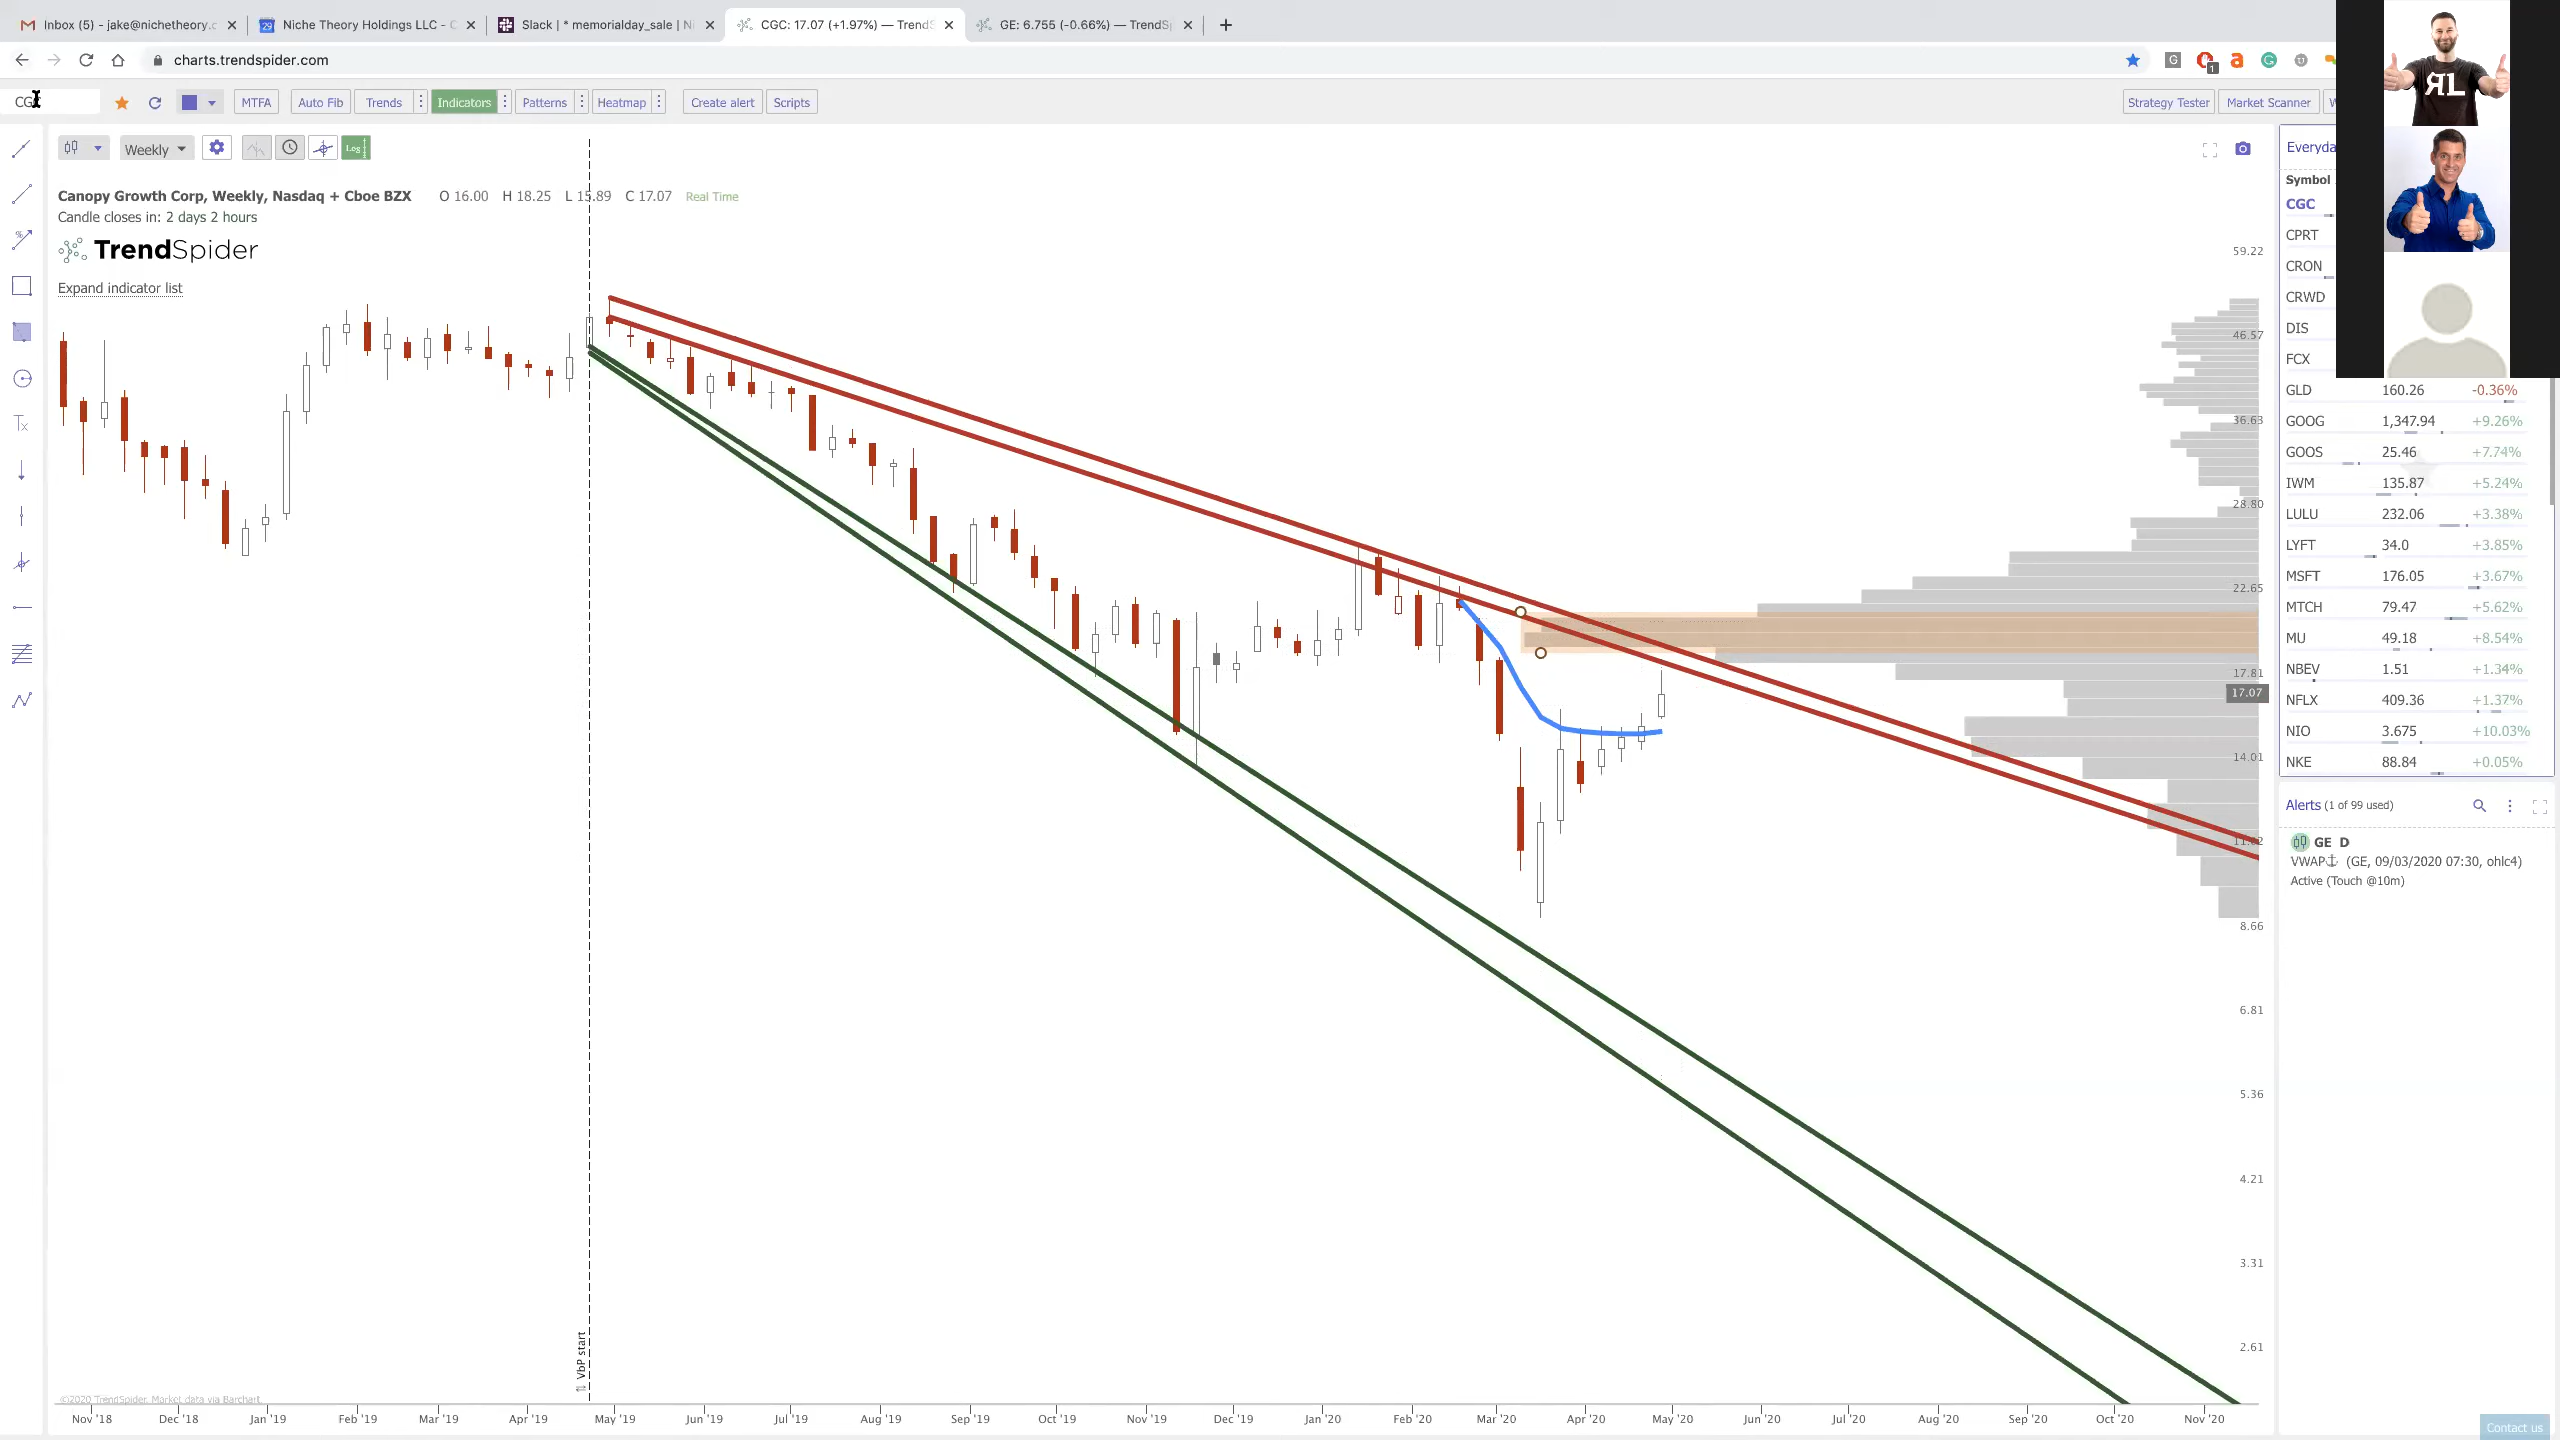 Inbox (5) - jake@nichetheory.c
Niche Theory Holdings LLC - C
Slack | * memorialday_sale | Ni
CGC: 17.07 (+1.97%) — TrendS
GE: 6.755 (-0.66%) — TrendSp
charts.trendspider.com
MTFA
Auto Fib
Trends
Indicators
Patterns
Heatmap
Create alert
Scripts
Strategy Tester
Market Scanner
Weekly
Log
Canopy Growth Corp, Weekly, Nasdaq + Cboe BZX O 16.00 H 18.25 L 15.89 C 17.07 Real Time
Candle closes in: 2 days 2 hours
TrendSpider
Expand indicator list
59.22
46.57
36.63
28.80
22.65
17.81
17.07
14.01
11.02
8.66
6.81
5.36
4.21
3.31
2.61
VbP start
©2020 TrendSpider. Market data via Barchart
Nov '18 Dec '18 Jan '19 Feb '19 Mar '19 Apr '19 May '19 Jun '19 Jul '19 Aug '19 Sep '19 Oct '19 Nov '19 Dec '19 Jan '20 Feb '20 Mar '20 Apr '20 May '20 Jun '20 Jul '20 Aug '20 Sep '20 Oct '20 Nov '20
ЯL
Everyda
Symbol
CGC
CPRT
CRON
CRWD
DIS
FCX
GLD 160.26 -0.36%
GOOG 1,347.94 +9.26%
GOOS 25.46 +7.74%
IWM 135.87 +5.24%
LULU 232.06 +3.38%
LYFT 34.0 +3.85%
MSFT 176.05 +3.67%
MTCH 79.47 +5.62%
MU 49.18 +8.54%
NBEV 1.51 +1.34%
NFLX 409.36 +1.37%
NIO 3.675 +10.03%
NKE 88.84 +0.05%
Alerts (1 of 99 used)
GE D
VWAP (GE, 09/03/2020 07:30, ohlc4)
Active (Touch @10m)
Contact us